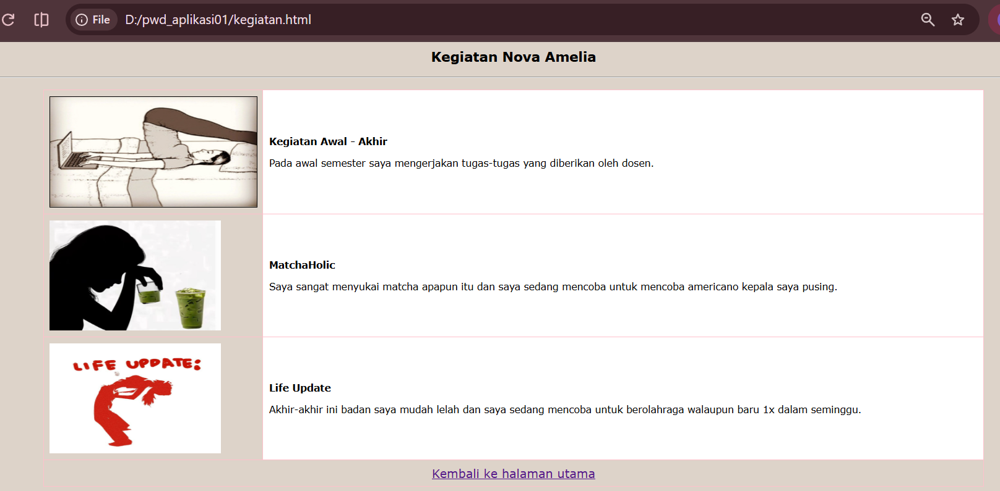 File D:/pwd_aplikasi01/kegiatan.html
Kegiatan Nova Amelia
Kegiatan Awal - Akhir
Pada awal semester saya mengerjakan tugas-tugas yang diberikan oleh dosen.
MatchaHolic
Saya sangat menyukai matcha apapun itu dan saya sedang mencoba untuk mencoba americano kepala saya pusing.
LIFE UPDATE:
Life Update
Akhir-akhir ini badan saya mudah lelah dan saya sedang mencoba untuk berolahraga walaupun baru 1x dalam seminggu.
Kembali ke halaman utama